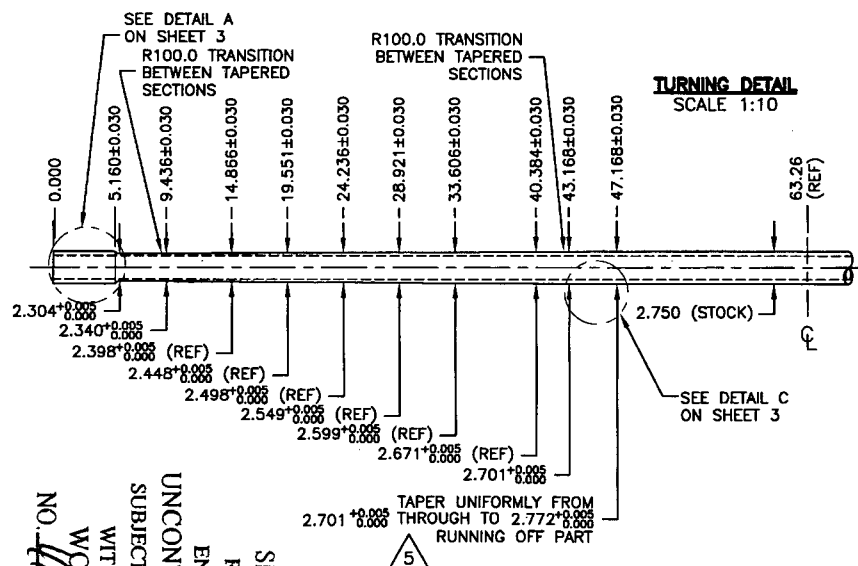 SEE DETAIL A
ON SHEET 3
R100.0 TRANSITION
BETWEEN TAPERED
SECTIONS
R100.0 TRANSITION
BETWEEN TAPERED
SECTIONS
TURNING DETAIL
SCALE 1:10
0.000
5.160±0.030
9.436±0.030
14.866±0.030
19.551±0.030
24.236±0.030
28.921±0.030
33.606±0.030
40.384±0.030
43.168±0.030
47.168±0.030
63.26
(REF)
2.304+0.005 0.000
2.340+0.005 0.000
2.398+0.005 0.000 (REF)
2.448+0.005 0.000 (REF)
2.498+0.005 0.000 (REF)
2.549+0.005 0.000 (REF)
2.599+0.005 0.000 (REF)
2.671+0.005 0.000 (REF)
2.701+0.005 0.000
2.750 (STOCK)
℄
SEE DETAIL C
ON SHEET 3
TAPER UNIFORMLY FROM
2.701 +0.005 0.000 THROUGH TO 2.772+0.005 0.000
RUNNING OFF PART
5
UNCON
SUBJECT
WIT
WO
NO.